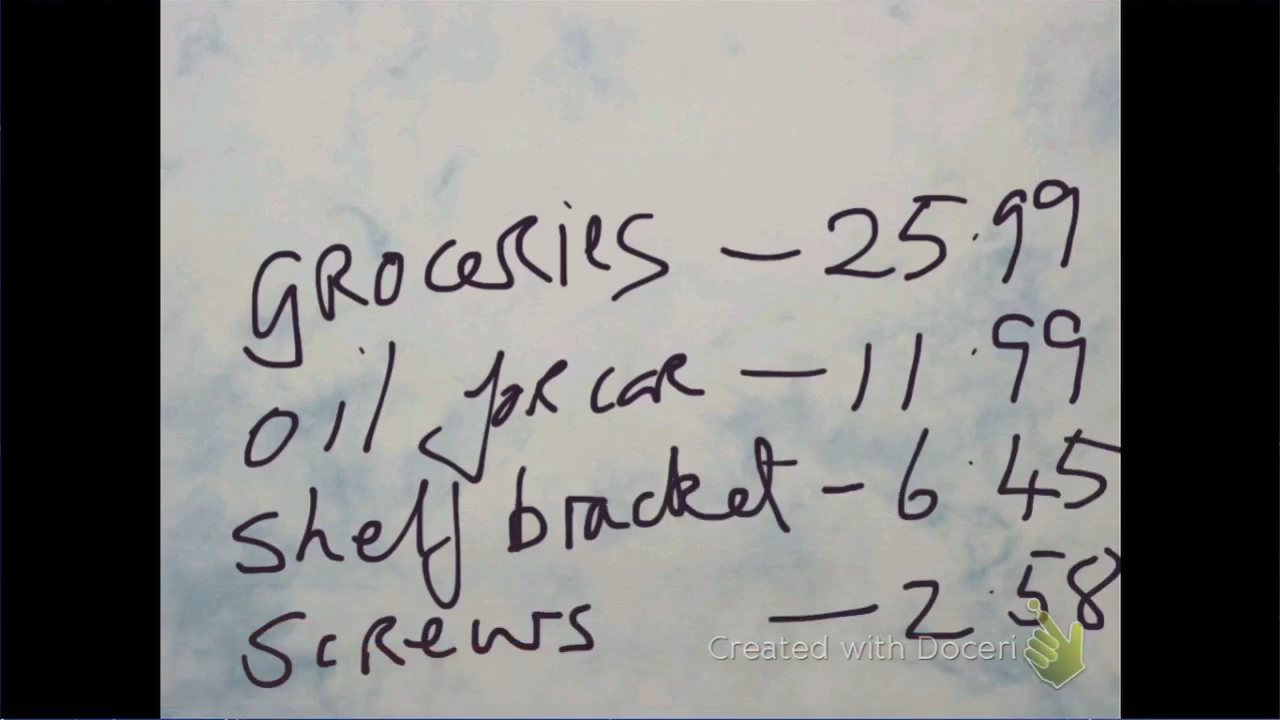 Groceries — 25.99
oil for car — 11.99
shelf bracket - 6.45
Screws — 2.58
Created with Doceri